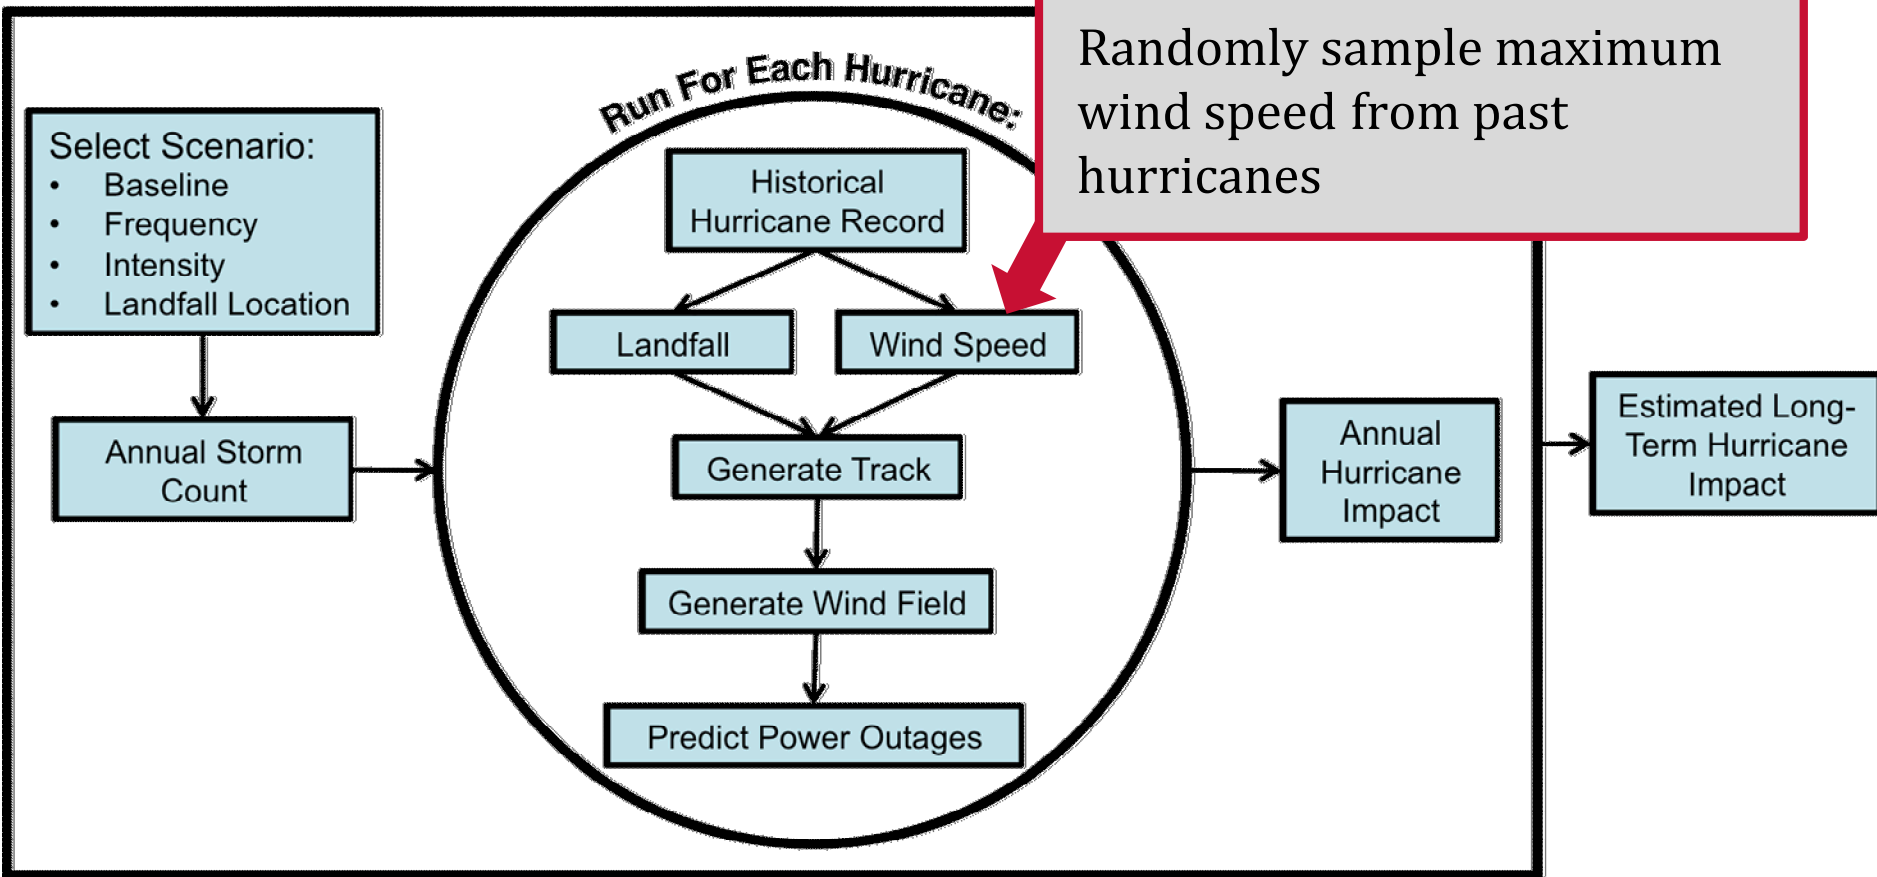 Randomly sample maximum
wind speed from past
hurricanes
Run For Each Hurricane:
Select Scenario:
• Baseline
• Frequency
• Intensity
• Landfall Location
Annual Storm
Count
Historical
Hurricane Record
Landfall
Wind Speed
Generate Track
Generate Wind Field
Predict Power Outages
Annual
Hurricane
Impact
Estimated Long-
Term Hurricane
Impact